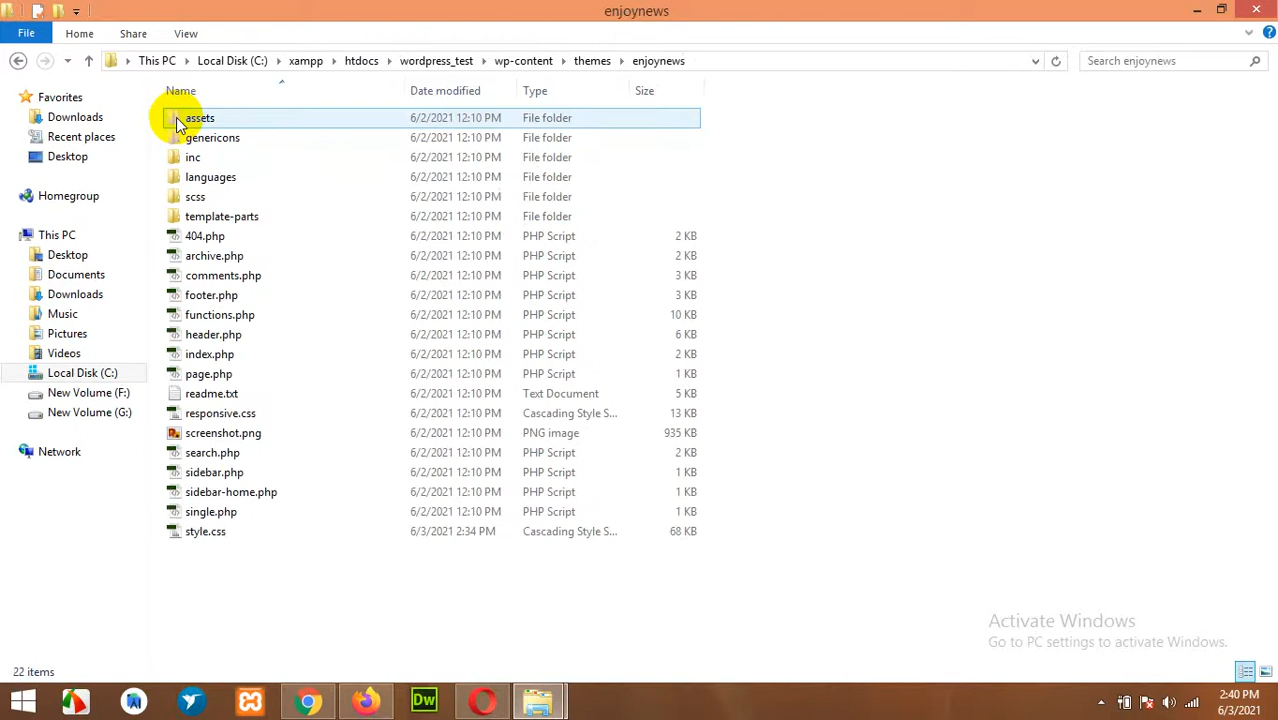 enjoynews
File Home Share View
This PC Local Disk (C:) xampp htdocs wordpress_test wp-content themes enjoynews Search enjoynews
Name Date modified Type Size
Favorites
Downloads
Recent places
Desktop
Homegroup
This PC
Desktop
Documents
Downloads
Music
Pictures
Videos
Local Disk (C:)
New Volume (F:)
New Volume (G:)
Network
assets 6/2/2021 12:10 PM File folder
genericons 6/2/2021 12:10 PM File folder
inc 6/2/2021 12:10 PM File folder
languages 6/2/2021 12:10 PM File folder
scss 6/2/2021 12:10 PM File folder
template-parts 6/2/2021 12:10 PM File folder
404.php 6/2/2021 12:10 PM PHP Script 2 KB
archive.php 6/2/2021 12:10 PM PHP Script 2 KB
comments.php 6/2/2021 12:10 PM PHP Script 3 KB
footer.php 6/2/2021 12:10 PM PHP Script 3 KB
functions.php 6/2/2021 12:10 PM PHP Script 10 KB
header.php 6/2/2021 12:10 PM PHP Script 6 KB
index.php 6/2/2021 12:10 PM PHP Script 2 KB
page.php 6/2/2021 12:10 PM PHP Script 2 KB
readme.txt 6/2/2021 12:10 PM Text Document 5 KB
responsive.css 6/2/2021 12:10 PM Cascading Style S... 13 KB
screenshot.png 6/2/2021 12:10 PM PNG image 935 KB
search.php 6/2/2021 12:10 PM PHP Script 2 KB
sidebar.php 6/2/2021 12:10 PM PHP Script 1 KB
sidebar-home.php 6/2/2021 12:10 PM PHP Script 1 KB
single.php 6/2/2021 12:10 PM PHP Script 1 KB
style.css 6/3/2021 2:34 PM Cascading Style S... 68 KB
Activate Windows
Go to PC settings to activate Windows.
22 items
Dw
2:40 PM
6/3/2021